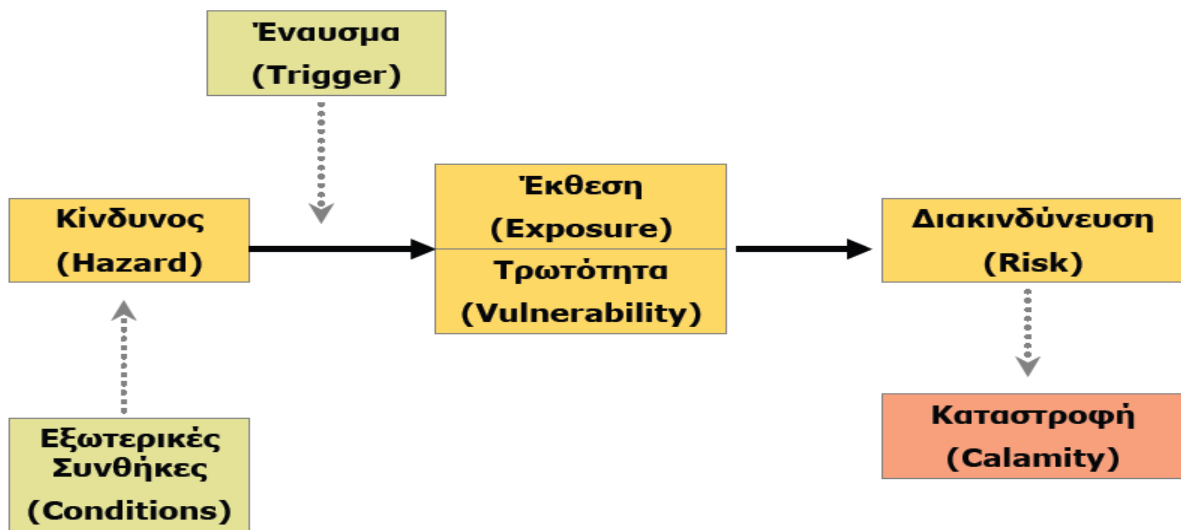 Έναυσμα
(Trigger)
Κίνδυνος
(Hazard)
Έκθεση
(Exposure)
Τρωτότητα
(Vulnerability)
Διακινδύνευση
(Risk)
Εξωτερικές
Συνθήκες
(Conditions)
Καταστροφή
(Calamity)